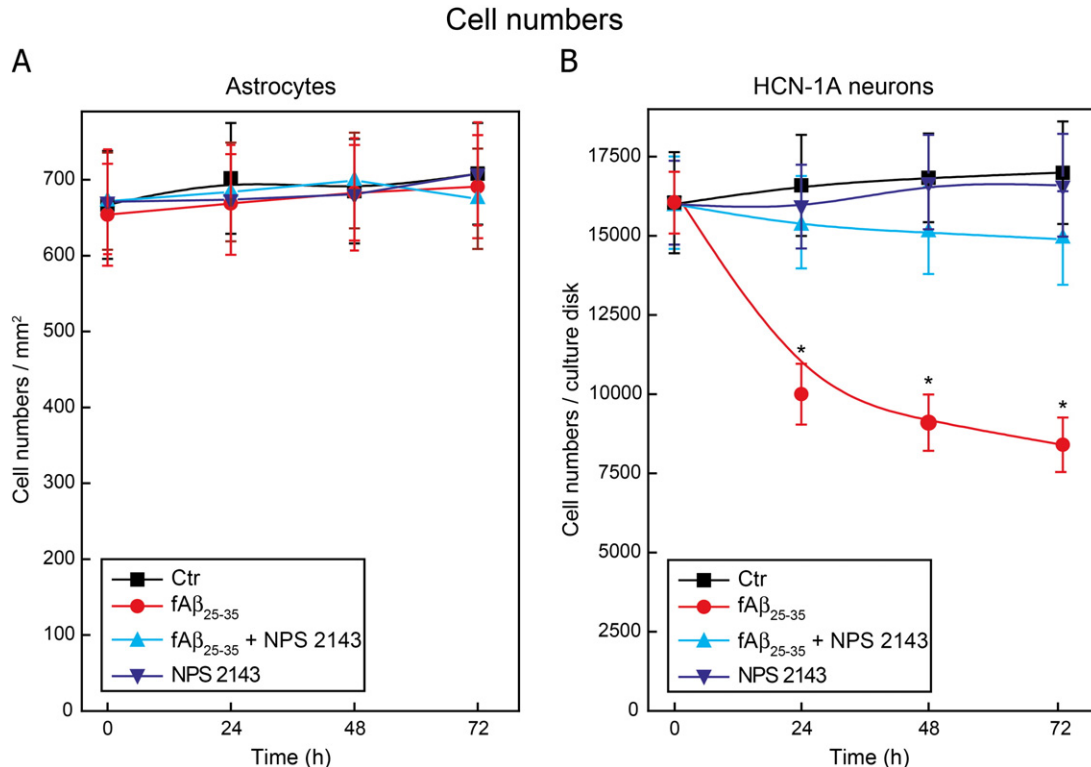 Cell numbers
A
Astrocytes
Cell numbers / mm²
700
600
500
400
300
200
100
0
Ctr
fAβ₂₅₋₃₅
fAβ₂₅₋₃₅ + NPS 2143
NPS 2143
0 24 48 72
Time (h)
B
HCN-1A neurons
Cell numbers / culture disk
17500
15000
12500
10000
7500
5000
2500
0
* * *
Ctr
fAβ₂₅₋₃₅
fAβ₂₅₋₃₅ + NPS 2143
NPS 2143
0 24 48 72
Time (h)